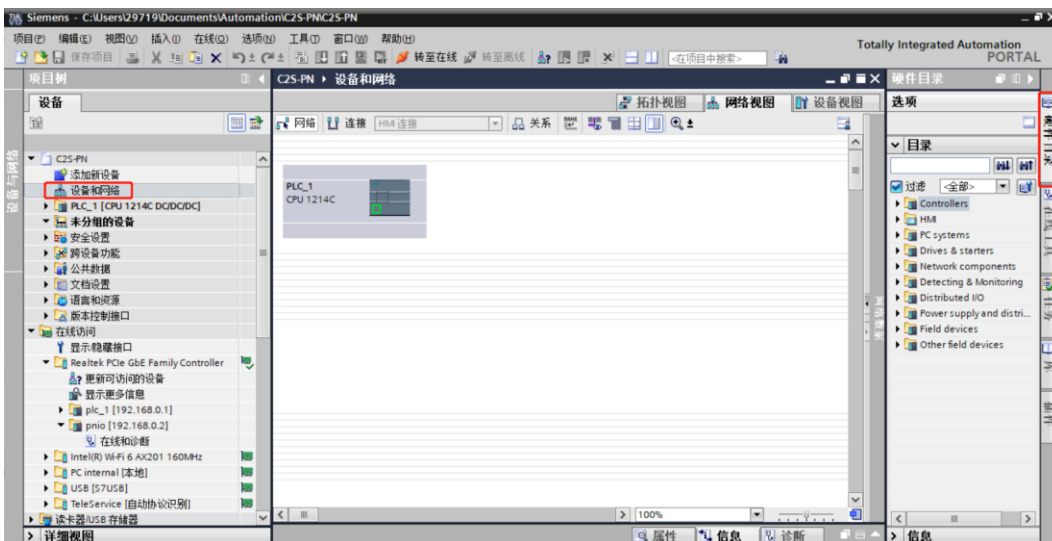 Siemens - C:\Users\29719\Documents\Automation\C2S-PN\C2S-PN
项目(P) 编辑(E) 视图(V) 插入(I) 在线(O) 选项(N) 工具(T) 窗口(W) 帮助(H)
Totally Integrated Automation
PORTAL
保存项目 转至在线 转至离线 <在项目中搜索>
项目树
C2S-PN 设备和网络
硬件目录
设备
拓扑视图 网络视图 设备视图
选项
网络 连接 HMI 连接 关系
设备与网络
C2S-PN
添加新设备
设备和网络
PLC_1 [CPU 1214C DC/DC/DC]
未分组的设备
安全设置
跨设备功能
公共数据
文档设置
语言和资源
版本控制接口
在线访问
显示/隐藏接口
Realtek PCIe GbE Family Controller
更新可访问的设备
显示更多信息
plc_1 [192.168.0.1]
pnio [192.168.0.2]
在线和诊断
Intel(R) Wi-Fi 6 AX201 160MHz
PC internal [本地]
USB [S7USB]
TeleService [自动协议识别]
读卡器/USB 存储器
详细视图
PLC_1
CPU 1214C
100%
属性 信息 诊断
目录
过滤 <全部>
Controllers
HMI
PC systems
Drives & starters
Network components
Detecting & Monitoring
Distributed I/O
Power supply and distri...
Field devices
Other field devices
信息